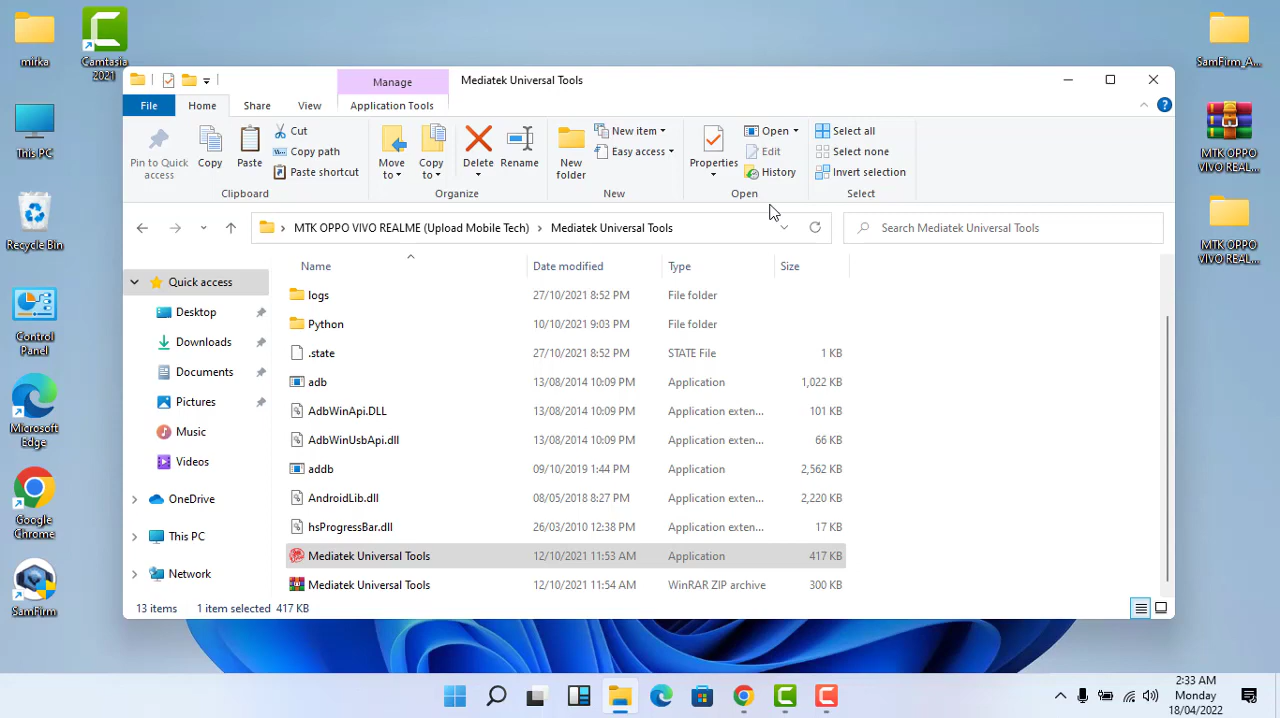 mirka
Camtasia
2021
This PC
Recycle Bin
Control
Panel
Microsoft
Edge
Google
Chrome
SamFirm
SamFirm_A...
MTK OPPO
VIVO REAL...
MTK OPPO
VIVO REAL...
Manage
Mediatek Universal Tools
File
Home
Share
View
Application Tools
Pin to Quick
access
Copy
Paste
Cut
Copy path
Paste shortcut
Clipboard
Move
to
Copy
to
Delete
Rename
Organize
New
folder
New item
Easy access
New
Properties
Open
Edit
History
Open
Select all
Select none
Invert selection
Select
MTK OPPO VIVO REALME (Upload Mobile Tech) > Mediatek Universal Tools
Search Mediatek Universal Tools
Quick access
Desktop
Downloads
Documents
Pictures
Music
Videos
OneDrive
This PC
Network
Name Date modified Type Size
logs 27/10/2021 8:52 PM File folder
Python 10/10/2021 9:03 PM File folder
.state 27/10/2021 8:52 PM STATE File 1 KB
adb 13/08/2014 10:09 PM Application 1,022 KB
AdbWinApi.DLL 13/08/2014 10:09 PM Application exten... 101 KB
AdbWinUsbApi.dll 13/08/2014 10:09 PM Application exten... 66 KB
addb 09/10/2019 1:44 PM Application 2,562 KB
AndroidLib.dll 08/05/2018 8:27 PM Application exten... 2,220 KB
hsProgressBar.dll 26/03/2010 12:38 PM Application exten... 17 KB
Mediatek Universal Tools 12/10/2021 11:53 AM Application 417 KB
Mediatek Universal Tools 12/10/2021 11:54 AM WinRAR ZIP archive 300 KB
13 items 1 item selected 417 KB
2:33 AM
Monday
18/04/2022